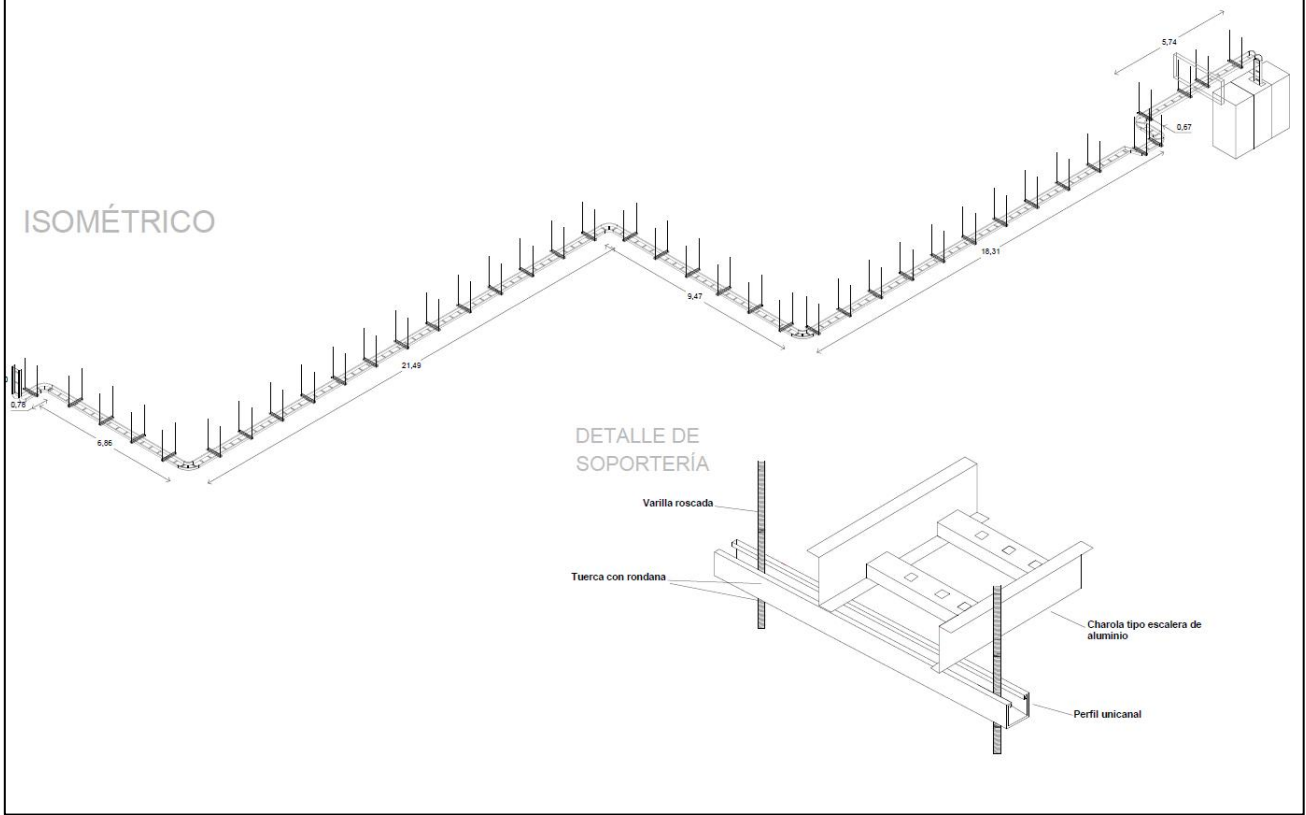 5,74
0,67
ISOMÉTRICO
18,31
9,47
21,49
0,78
6,86
DETALLE DE
SOPORTERÍA
Varilla roscada
Tuerca con rondana
Charola tipo escalera de
aluminio
Perfil unicanal